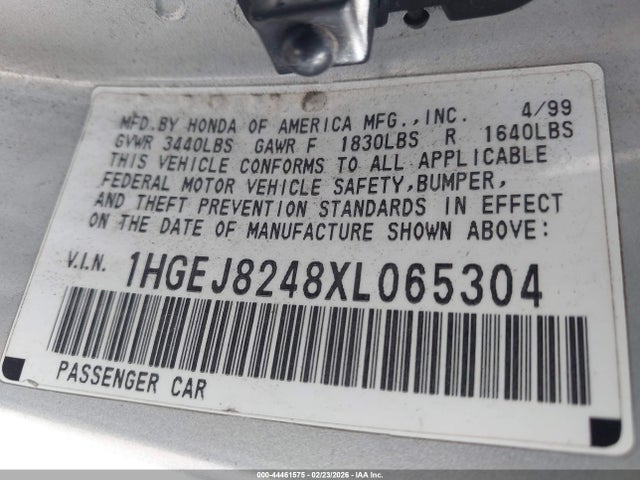 MFD.BY HONDA OF AMERICA MFG.,INC. 4/99
GVWR 3440LBS GAWR F 1830LBS R 1640LBS
THIS VEHICLE CONFORMS TO ALL APPLICABLE
FEDERAL MOTOR VEHICLE SAFETY,BUMPER,
AND THEFT PREVENTION STANDARDS IN EFFECT
ON THE DATE OF MANUFACTURE SHOWN ABOVE:
V.I.N. 1HGEJ8248XL065304
PASSENGER CAR
000-44461575 - 02/23/2026 - IAA Inc.